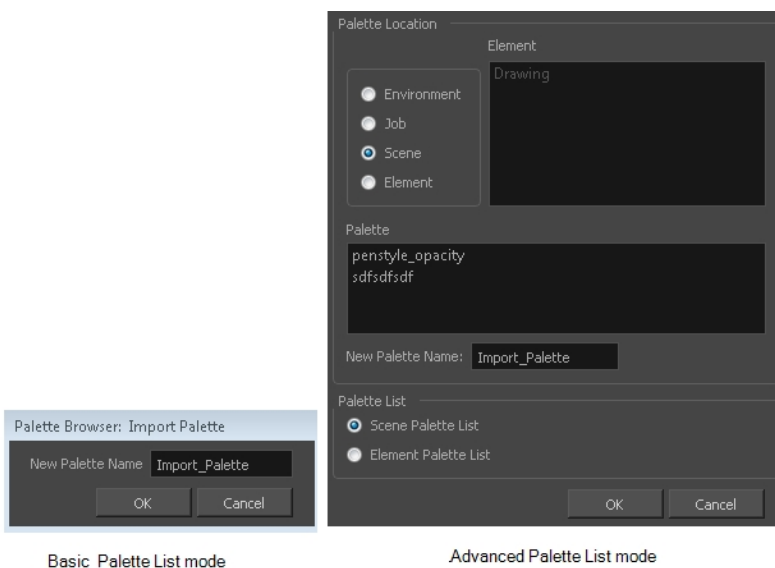 Palette Location
Element
Drawing
Environment
Job
Scene
Element
Palette
penstyle_opacity
sdfsdfsdf
New Palette Name: Import_Palette
Palette List
Scene Palette List
Element Palette List
OK Cancel
Palette Browser: Import Palette
New Palette Name Import_Palette
OK Cancel
Basic Palette List mode
Advanced Palette List mode